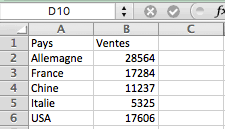 D10 fx
A B C
1 Pays Ventes
2 Allemagne 28564
3 France 17284
4 Chine 11237
5 Italie 5325
6 USA 17606